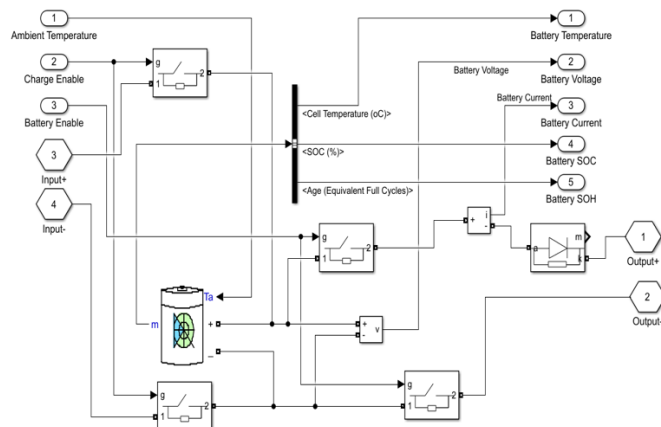 1
Ambient Temperature
2
Charge Enable
3
Battery Enable
3
Input+
4
Input-
g
1
2
<Cell Temperature (oC)>
<SOC (%)>
<Age (Equivalent Full Cycles)>
1
Battery Temperature
Battery Voltage
2
Battery Voltage
Battery Current
3
Battery Current
4
Battery SOC
5
Battery SOH
g
1
2
+
i
-
a
m
k
1
Output+
2
Output-
Ta
m
+
_
+
-
v
g
1
2
g
1
2